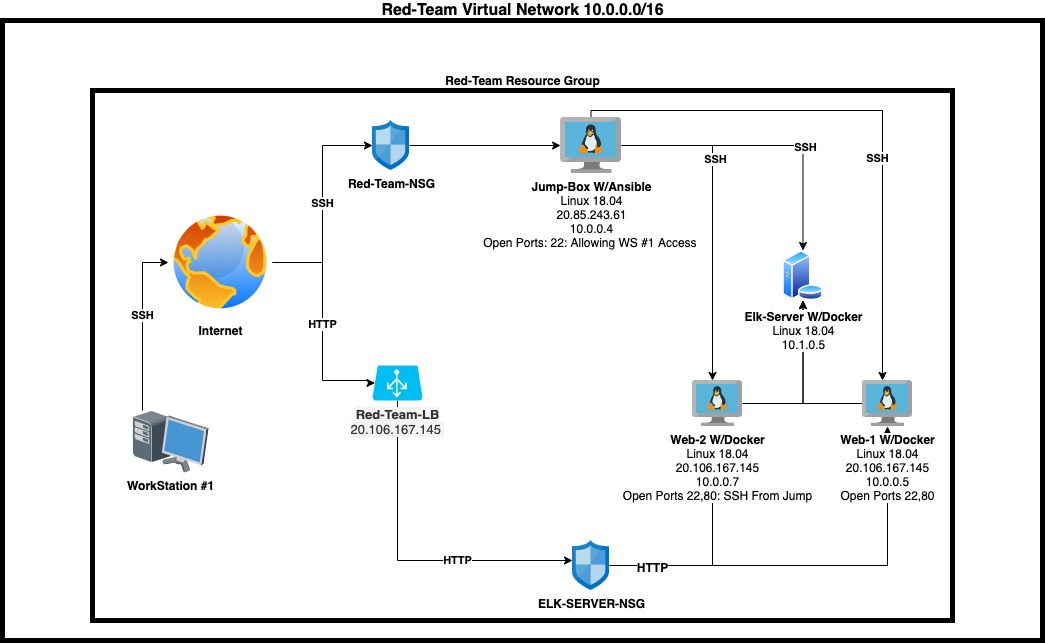 Red-Team Virtual Network 10.0.0.0/16
Red-Team Resource Group
Red-Team-NSG
SSH
SSH
SSH
SSH
Jump-Box W/Ansible
Linux 18.04
20.85.243.61
10.0.0.4
Open Ports: 22: Allowing WS #1 Access
SSH
Internet
HTTP
Elk-Server W/Docker
Linux 18.04
10.1.0.5
Red-Team-LB
20.106.167.145
WorkStation #1
Web-2 W/Docker
Linux 18.04
20.106.167.145
10.0.0.7
Open Ports 22,80: SSH From Jump
Web-1 W/Docker
Linux 18.04
20.106.167.145
10.0.0.5
Open Ports 22,80
HTTP
HTTP
ELK-SERVER-NSG